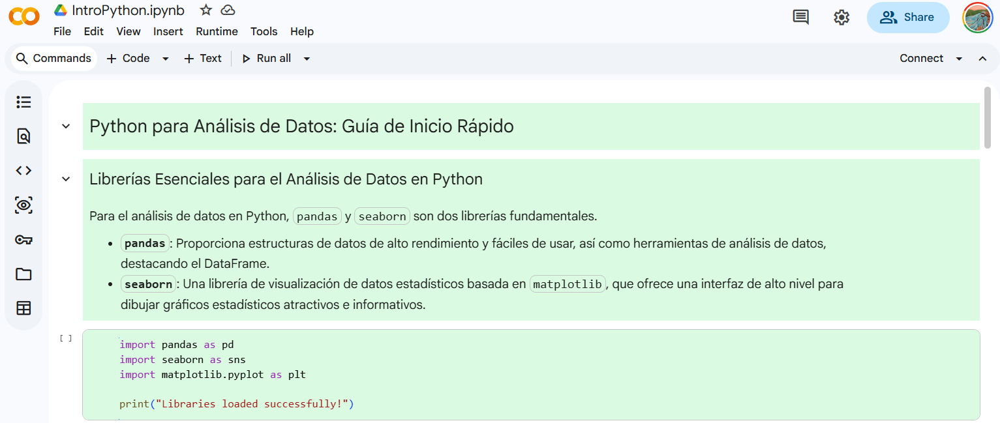 IntroPython.ipynb
File Edit View Insert Runtime Tools Help
Share
Commands + Code + Text Run all
Connect
Python para Análisis de Datos: Guía de Inicio Rápido
Librerías Esenciales para el Análisis de Datos en Python
Para el análisis de datos en Python, pandas y seaborn son dos librerías fundamentales.
• pandas: Proporciona estructuras de datos de alto rendimiento y fáciles de usar, así como herramientas de análisis de datos,
destacando el DataFrame.
• seaborn: Una librería de visualización de datos estadísticos basada en matplotlib, que ofrece una interfaz de alto nivel para
dibujar gráficos estadísticos atractivos e informativos.
[ ]
import pandas as pd
import seaborn as sns
import matplotlib.pyplot as plt
print("Libraries loaded successfully!")